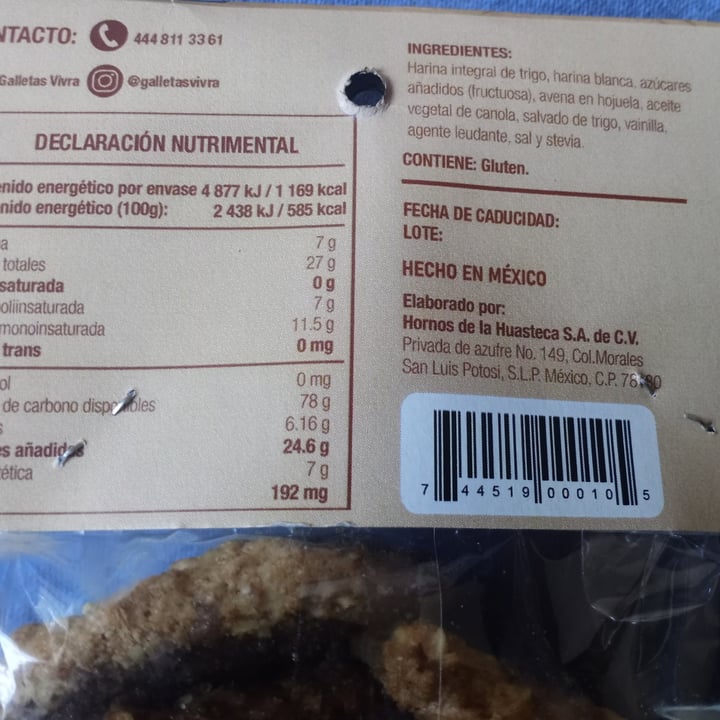 NTACTO: 444 811 33 61
Galletas Vivra @galletasvivra
DECLARACIÓN NUTRIMENTAL
enido energético por envase 4 877 kJ / 1 169 kcal
nido energético (100g): 2 438 kJ / 585 kcal
a 7 g
totales 27 g
saturada 0 g
oliinsaturada 7 g
monoinsaturada 11.5 g
trans 0 mg
ol 0 mg
de carbono disponibles 78 g
s 6.16 g
es añadidos 24.6 g
ética 7 g
192 mg
INGREDIENTES:
Harina integral de trigo, harina blanca, azúcares
añadidos (fructuosa), avena en hojuela, aceite
vegetal de canola, salvado de trigo, vainilla,
agente leudante, sal y stevia.
CONTIENE: Gluten.
FECHA DE CADUCIDAD:
LOTE:
HECHO EN MÉXICO
Elaborado por:
Hornos de la Huasteca S.A. de C.V.
Privada de azufre No. 149, Col.Morales
San Luis Potosi, S.L.P. México, C.P.
7 44519 00010 5